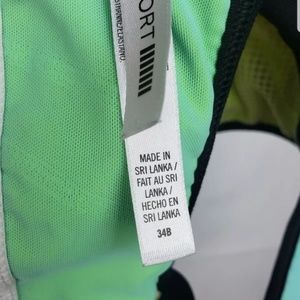 ORT
MADE IN
SRI LANKA /
FAIT AU SRI
LANKA /
HECHO EN
SRI LANKA
34B